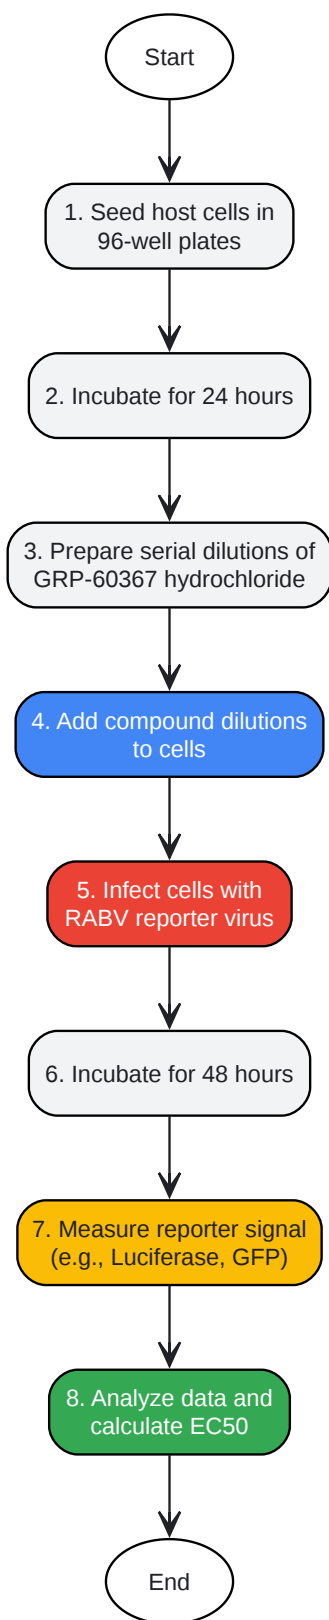 Start
1. Seed host cells in
96-well plates
2. Incubate for 24 hours
3. Prepare serial dilutions of
GRP-60367 hydrochloride
4. Add compound dilutions
to cells
5. Infect cells with
RABV reporter virus
6. Incubate for 48 hours
7. Measure reporter signal
(e.g., Luciferase, GFP)
8. Analyze data and
calculate EC50
End